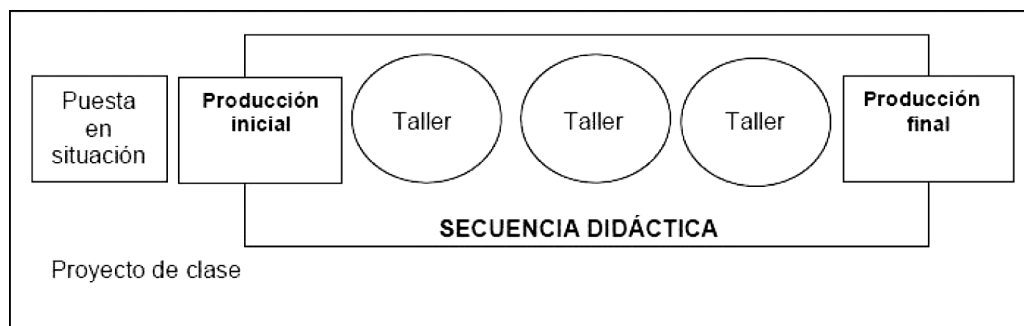 Puesta
en
situación
Producción
inicial
Taller
Taller
Taller
Producción
final
SECUENCIA DIDÁCTICA
Proyecto de clase